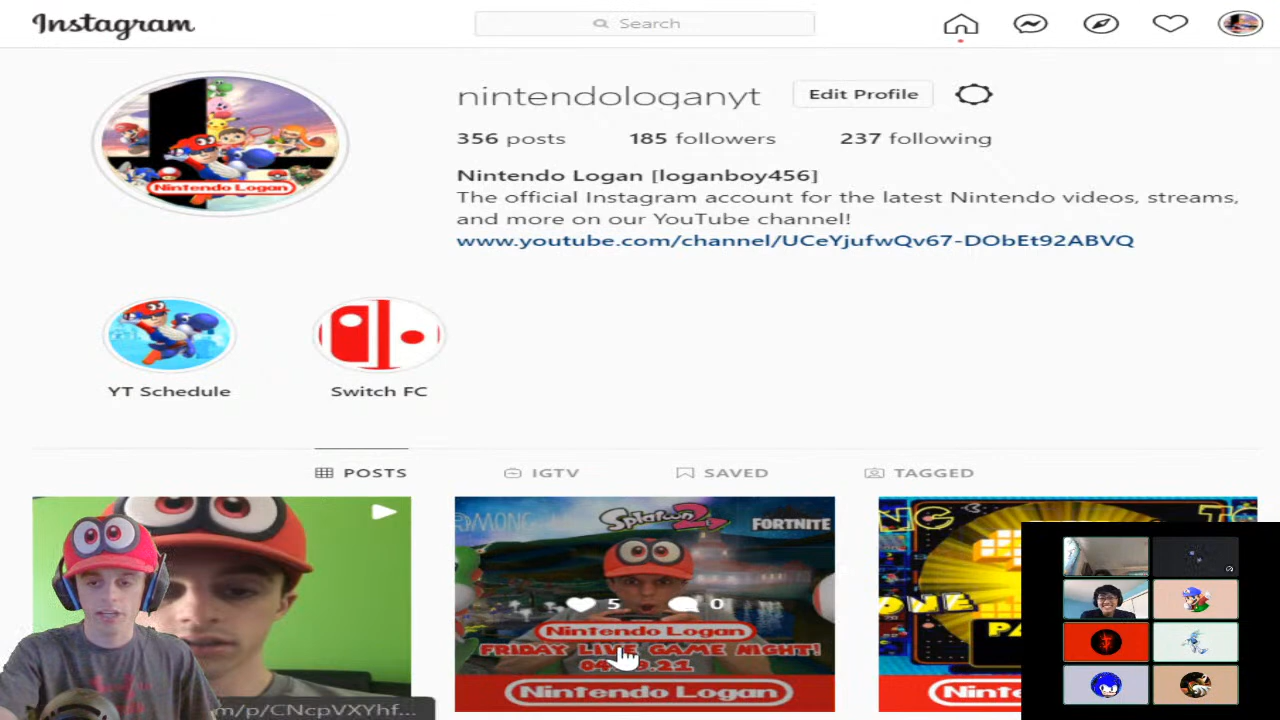 Instagram
Search
nintendologanyt
Edit Profile
356 posts
185 followers
237 following
Nintendo Logan [loganboy456]
The official Instagram account for the latest Nintendo videos, streams,
and more on our YouTube channel!
www.youtube.com/channel/UCeYjufwQv67-DObEt92ABVQ
Nintendo Logan
YT Schedule
Switch FC
POSTS
IGTV
SAVED
TAGGED
AMONG
Splatoon 2
FORTNITE
5
0
Nintendo Logan
FRIDAY LIVE GAME NIGHT!
Nintendo Logan
m/p/CNcpVXYhf...